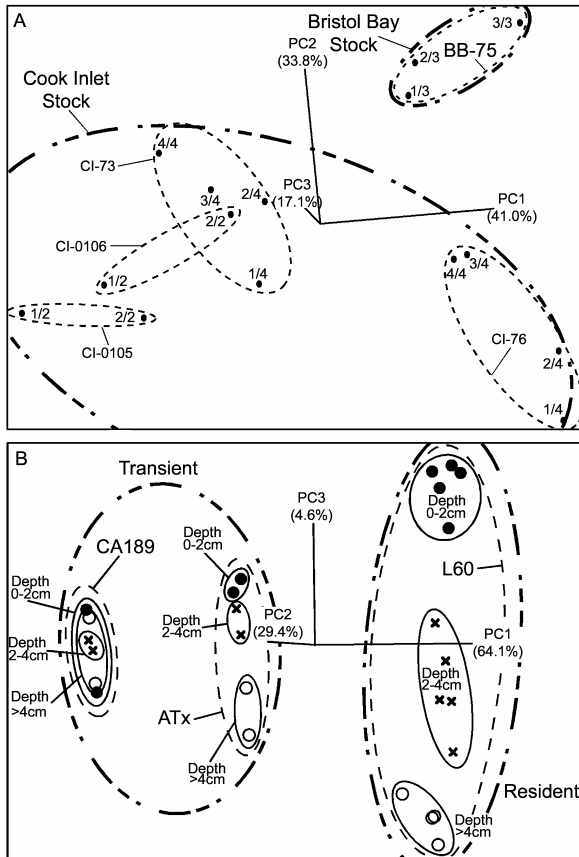 A
Bristol Bay
Stock
3/3
PC2
(33.8%)
2/3
BB-75
1/3
Cook Inlet
Stock
4/4
CI-73
PC3
(17.1%)
PC1
(41.0%)
3/4
2/4
2/2
CI-0106
1/2
1/4
3/4
4/4
1/2
2/2
CI-0105
CI-76
2/4
1/4
B
Transient
PC3
(4.6%)
Depth
0-2cm
Depth
0-2cm
CA189
Depth
0-2cm
L60
Depth
2-4cm
PC2
(29.4%)
PC1
(64.1%)
Depth
2-4cm
Depth
2-4cm
Depth
>4cm
ATx
Depth
>4cm
Resident
Depth
>4cm